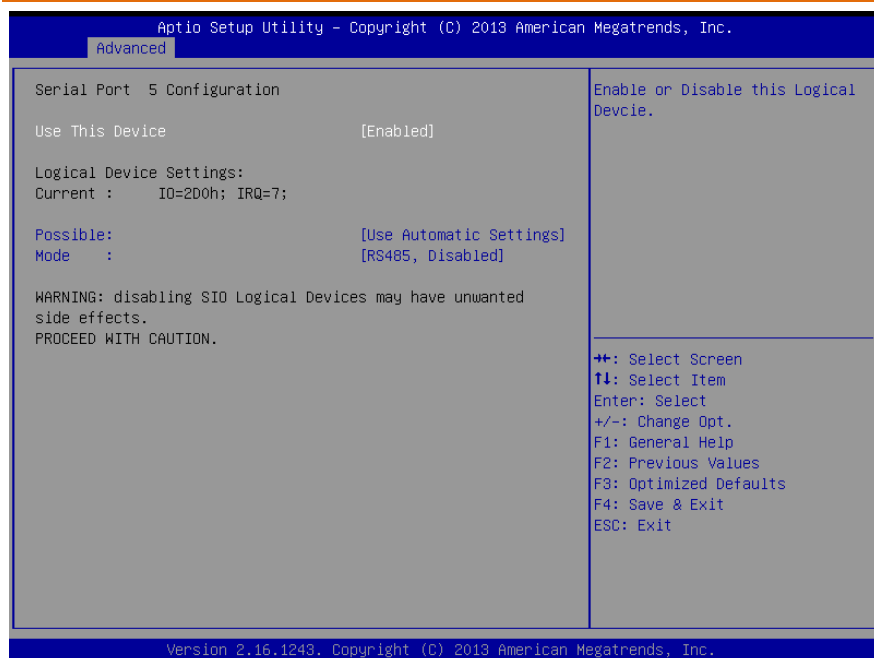 Aptio Setup Utility – Copyright (C) 2013 American Megatrends, Inc.
Advanced
Serial Port 5 Configuration
Use This Device [Enabled]
Logical Device Settings:
Current : IO=2D0h; IRQ=7;
Possible: [Use Automatic Settings]
Mode : [RS485, Disabled]
WARNING: disabling SIO Logical Devices may have unwanted
side effects.
PROCEED WITH CAUTION.
Enable or Disable this Logical
Devcie.
→←: Select Screen
↑↓: Select Item
Enter: Select
+/-: Change Opt.
F1: General Help
F2: Previous Values
F3: Optimized Defaults
F4: Save & Exit
ESC: Exit
Version 2.16.1243. Copyright (C) 2013 American Megatrends, Inc.